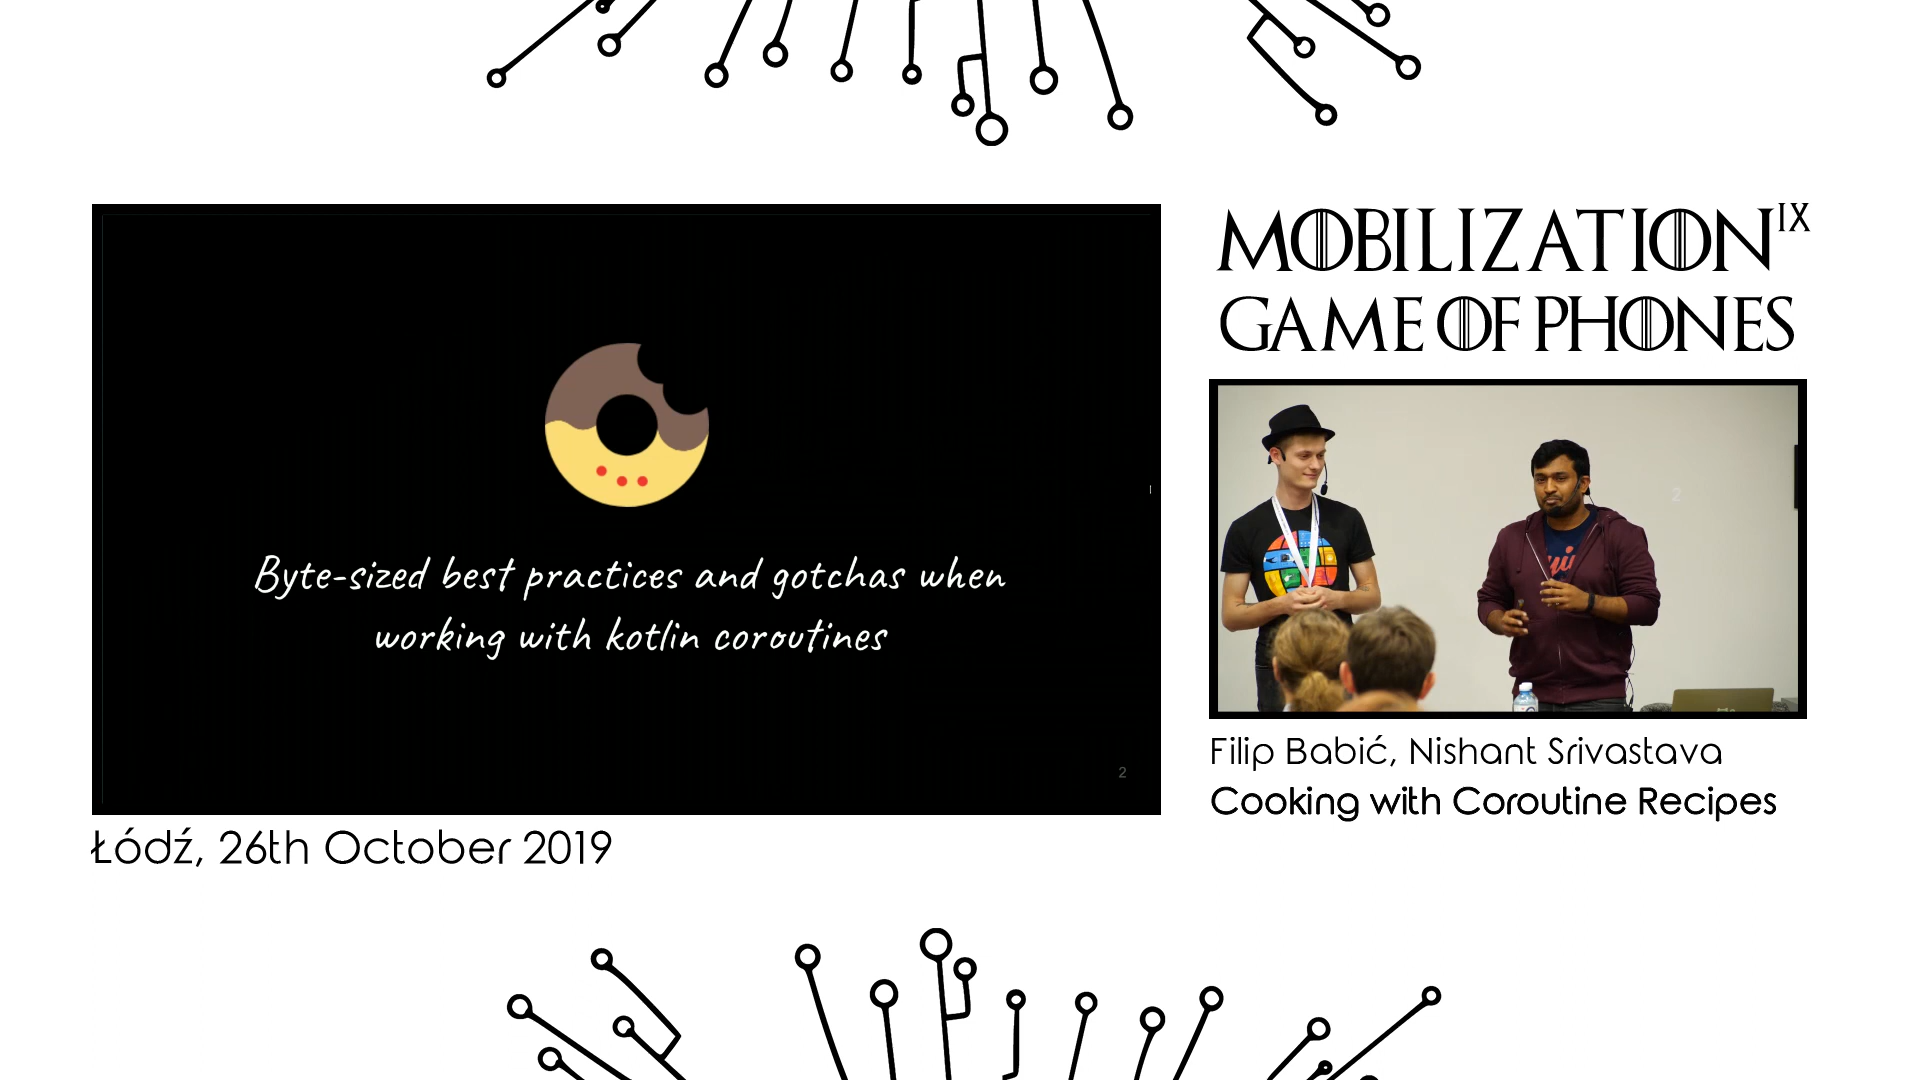 MOBILIZATION IX
GAME OF PHONES
Byte-sized best practices and gotchas when
working with kotlin coroutines
2
2
Filip Babić, Nishant Srivastava
Cooking with Coroutine Recipes
Łódź, 26th October 2019